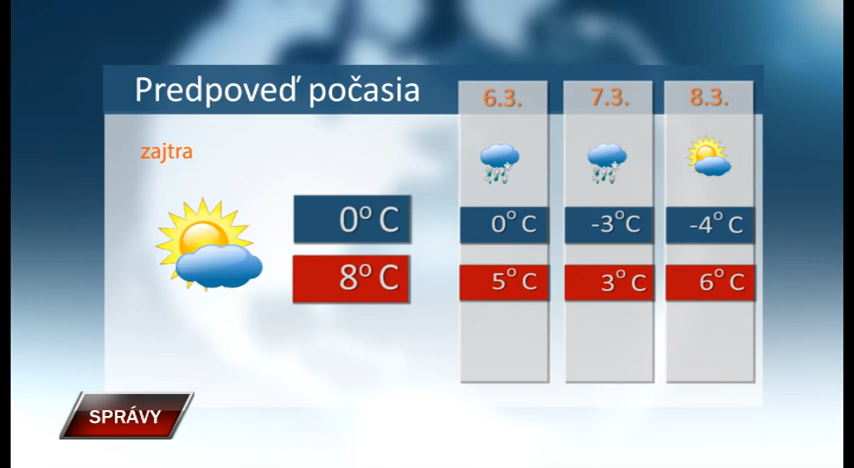 Predpoveď počasia
zajtra
0° C
8° C
6.3. 7.3. 8.3.
0° C -3°C -4° C
5° C 3° C 6° C
SPRÁVY